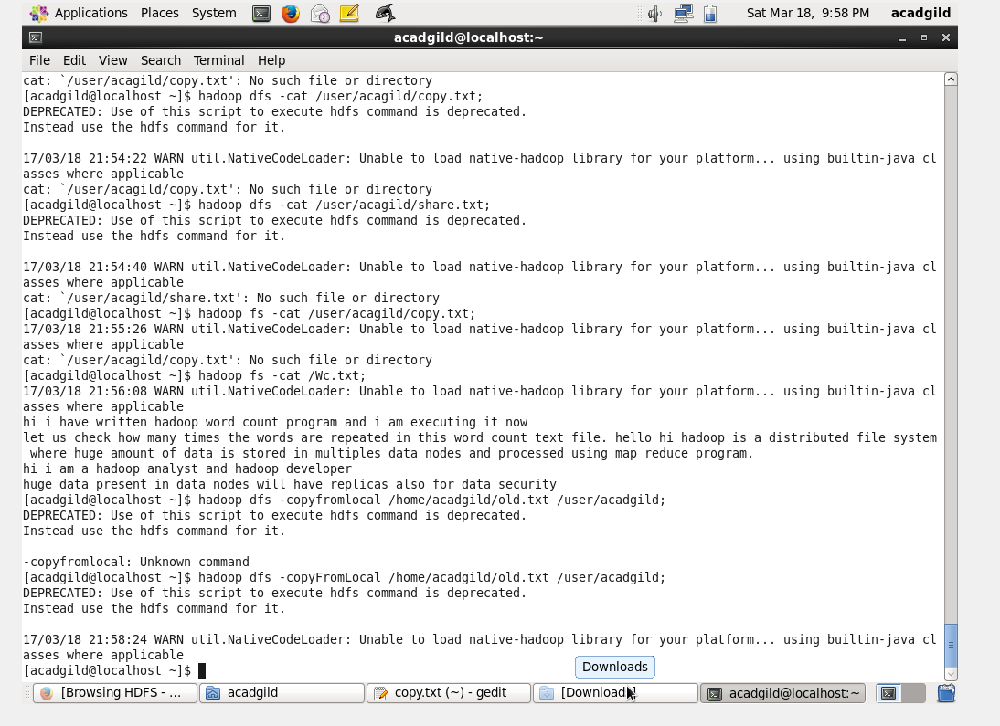 Applications Places System Sat Mar 18, 9:58 PM acadgild
acadgild@localhost:~
File Edit View Search Terminal Help
cat: `/user/acagild/copy.txt': No such file or directory
[acadgild@localhost ~]$ hadoop dfs -cat /user/acagild/copy.txt;
DEPRECATED: Use of this script to execute hdfs command is deprecated.
Instead use the hdfs command for it.
17/03/18 21:54:22 WARN util.NativeCodeLoader: Unable to load native-hadoop library for your platform... using builtin-java cl
asses where applicable
cat: `/user/acagild/copy.txt': No such file or directory
[acadgild@localhost ~]$ hadoop dfs -cat /user/acagild/share.txt;
DEPRECATED: Use of this script to execute hdfs command is deprecated.
Instead use the hdfs command for it.
17/03/18 21:54:40 WARN util.NativeCodeLoader: Unable to load native-hadoop library for your platform... using builtin-java cl
asses where applicable
cat: `/user/acagild/share.txt': No such file or directory
[acadgild@localhost ~]$ hadoop fs -cat /user/acagild/copy.txt;
17/03/18 21:55:26 WARN util.NativeCodeLoader: Unable to load native-hadoop library for your platform... using builtin-java cl
asses where applicable
cat: `/user/acagild/copy.txt': No such file or directory
[acadgild@localhost ~]$ hadoop fs -cat /Wc.txt;
17/03/18 21:56:08 WARN util.NativeCodeLoader: Unable to load native-hadoop library for your platform... using builtin-java cl
asses where applicable
hi i have written hadoop word count program and i am executing it now
let us check how many times the words are repeated in this word count text file. hello hi hadoop is a distributed file system
where huge amount of data is stored in multiples data nodes and processed using map reduce program.
hi i am a hadoop analyst and hadoop developer
huge data present in data nodes will have replicas also for data security
[acadgild@localhost ~]$ hadoop dfs -copyfromlocal /home/acadgild/old.txt /user/acadgild;
DEPRECATED: Use of this script to execute hdfs command is deprecated.
Instead use the hdfs command for it.
-copyfromlocal: Unknown command
[acadgild@localhost ~]$ hadoop dfs -copyFromLocal /home/acadgild/old.txt /user/acadgild;
DEPRECATED: Use of this script to execute hdfs command is deprecated.
Instead use the hdfs command for it.
17/03/18 21:58:24 WARN util.NativeCodeLoader: Unable to load native-hadoop library for your platform... using builtin-java cl
asses where applicable
[acadgild@localhost ~]$
Downloads
[Browsing HDFS - ... acadgild copy.txt (~) - gedit [Downloads] acadgild@localhost:~